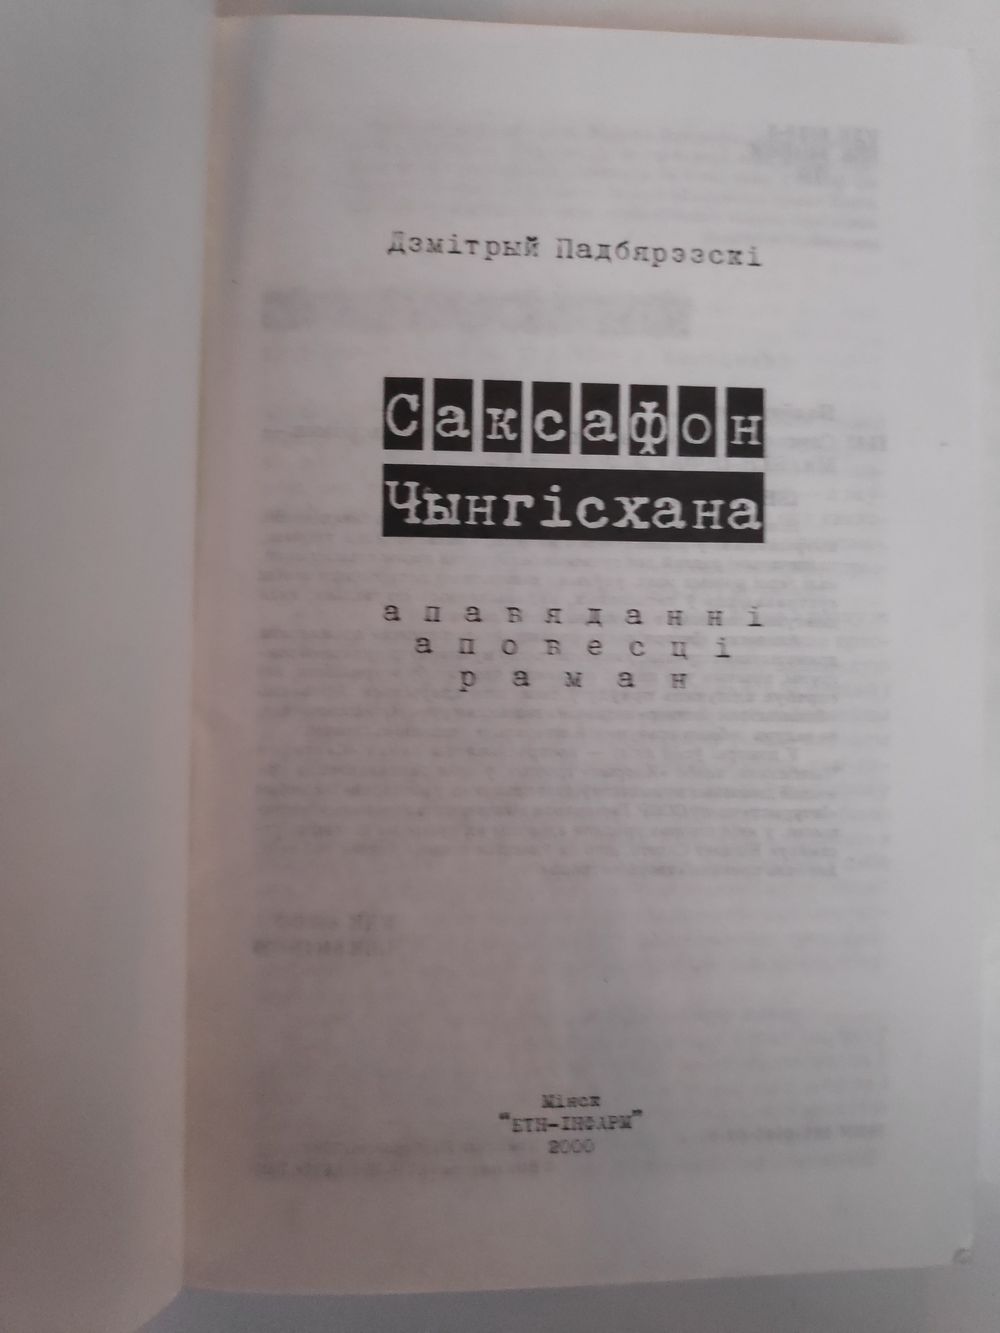 Дзмітрый Падбярэзскі
Саксафон
Чынгісхана
апавяданні
аповесці
раман
Мінск
"БТН-ІНФАРМ"
2000